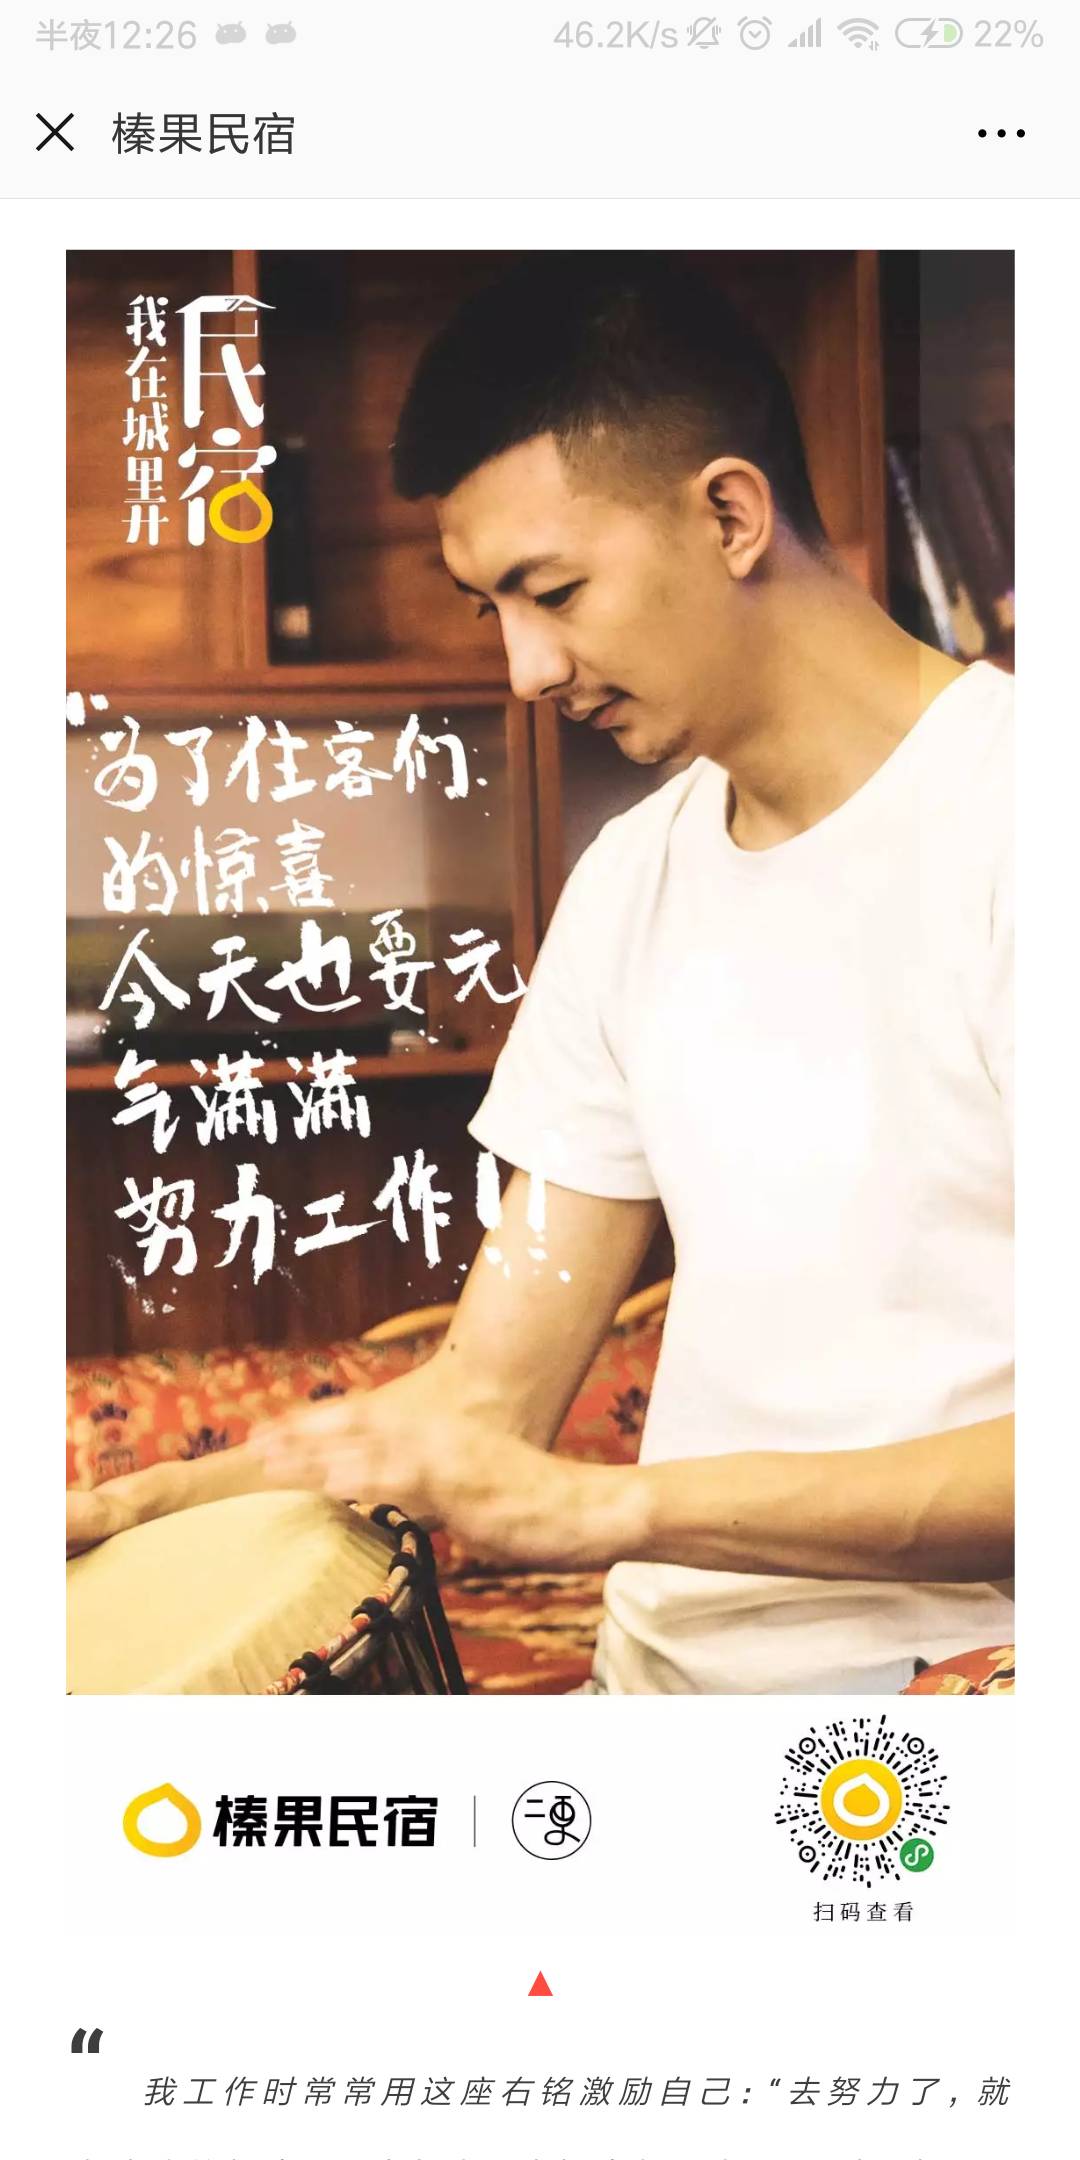 半夜12:26
46.2K/s
22%
榛果民宿
我在城里开
民宿
“为了住客们
的惊喜
今天也要元
气满满
努力工作!!
榛果民宿
二更
扫码查看
“
我工作时常常用这座右铭激励自己：“去努力了，就